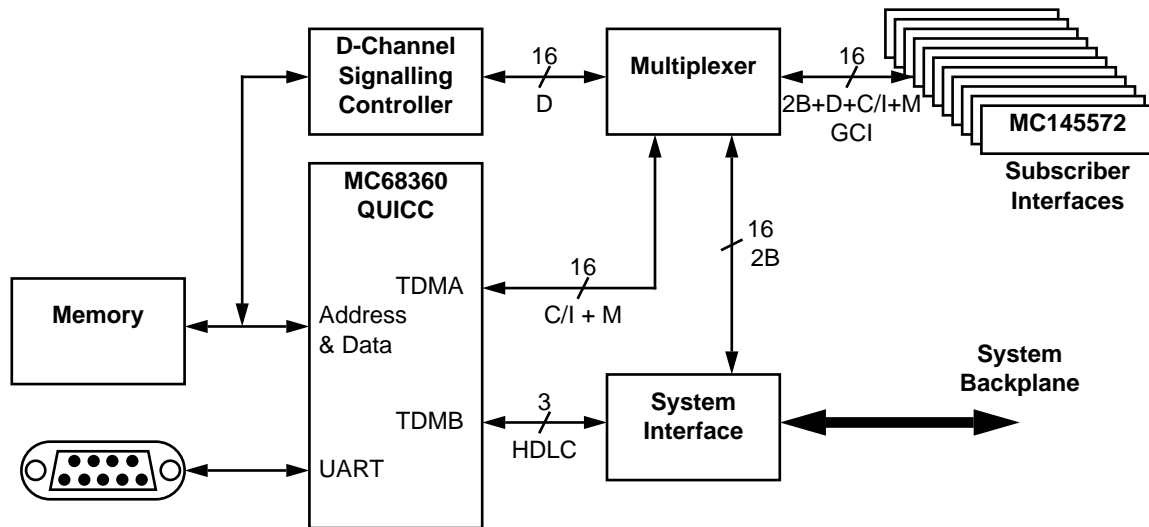 D-Channel
Signalling
Controller
16
D
Multiplexer
16
2B+D+C/I+M
GCI
MC145572
Subscriber
Interfaces
MC68360
QUICC
TDMA
16
C/I + M
16
2B
Memory
Address
& Data
System
Backplane
TDMB
3
HDLC
System
Interface
UART